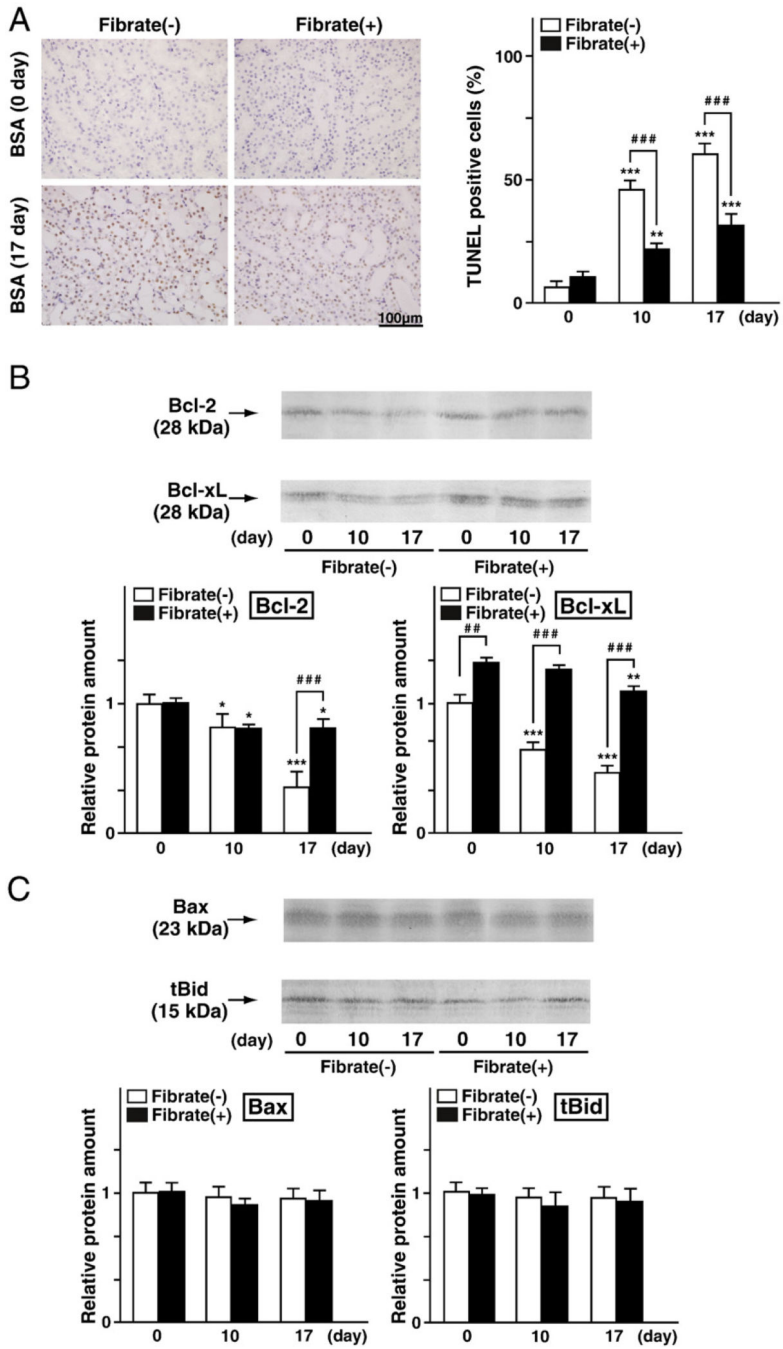 A
Fibrate(-)
Fibrate(+)
BSA (0 day)
BSA (17 day)
100µm
Fibrate(-)
Fibrate(+)
TUNEL positive cells (%)
100
50
0
***
###
**
***
###
***
0 10 17 (day)
B
Bcl-2
(28 kDa)
Bcl-xL
(28 kDa)
(day) 0 10 17 0 10 17
Fibrate(-) Fibrate(+)
Fibrate(-)
Fibrate(+)
Bcl-2
Relative protein amount
1
0
*
*
***
###
*
0 10 17 (day)
Fibrate(-)
Fibrate(+)
Bcl-xL
Relative protein amount
1
0
##
###
***
###
***
**
0 10 17 (day)
C
Bax
(23 kDa)
tBid
(15 kDa)
(day) 0 10 17 0 10 17
Fibrate(-) Fibrate(+)
Fibrate(-)
Fibrate(+)
Bax
Relative protein amount
1
0
0 10 17 (day)
Fibrate(-)
Fibrate(+)
tBid
Relative protein amount
1
0
0 10 17 (day)